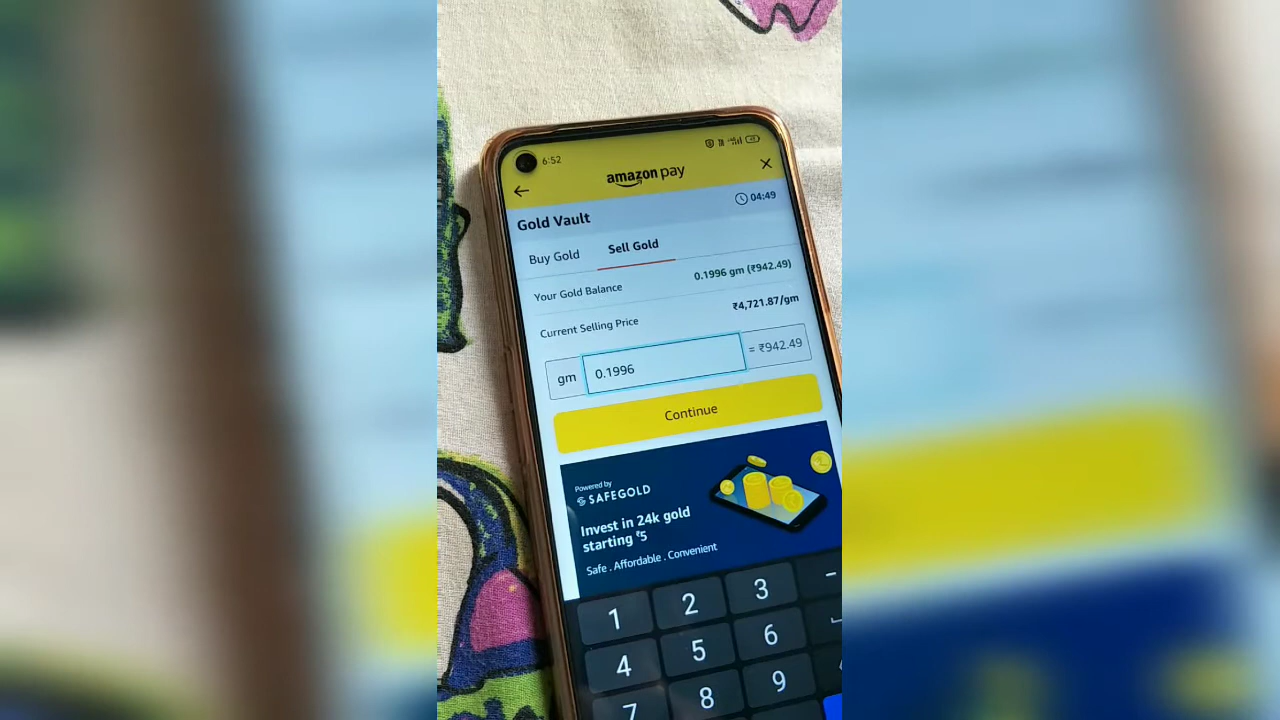 6:52
amazon pay
Gold Vault
04:49
Buy Gold
Sell Gold
Your Gold Balance
0.1996 gm (₹942.49)
Current Selling Price
₹4,721.87/gm
gm
0.1996
= ₹942.49
Continue
Powered by
SAFEGOLD
Invest in 24k gold
starting ₹5
Safe . Affordable . Convenient
1 2 3 -
4 5 6
7 8 9